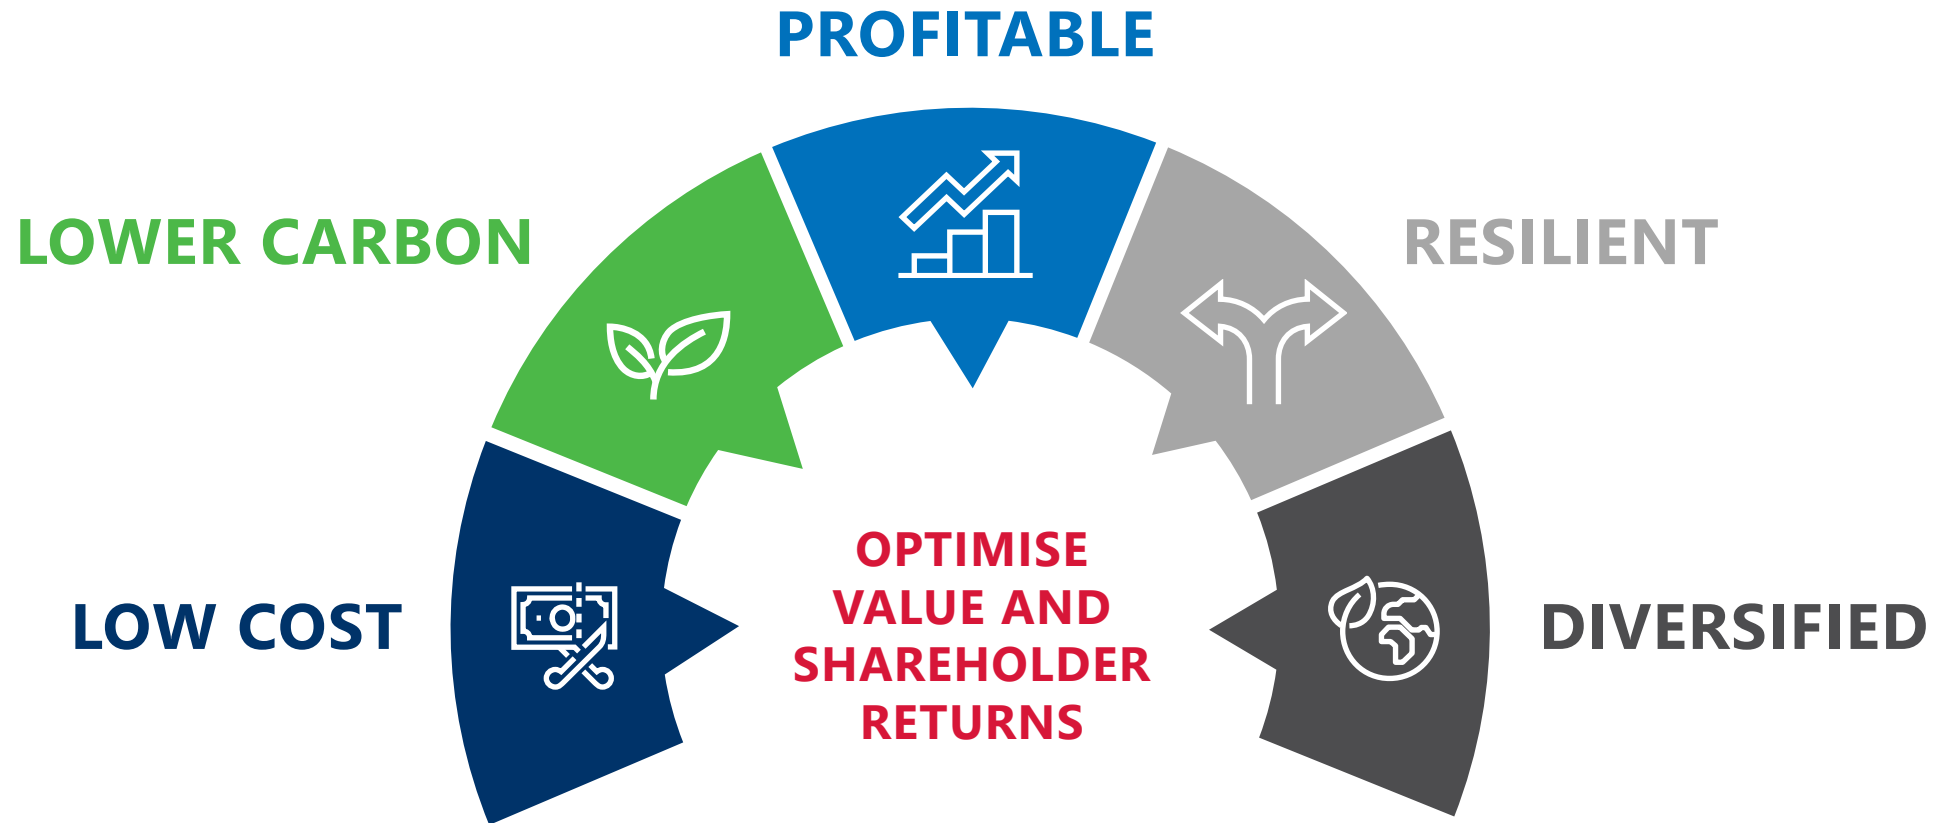 PROFITABLE
LOWER CARBON
RESILIENT
LOW COST
OPTIMISE
VALUE AND
SHAREHOLDER
RETURNS
DIVERSIFIED